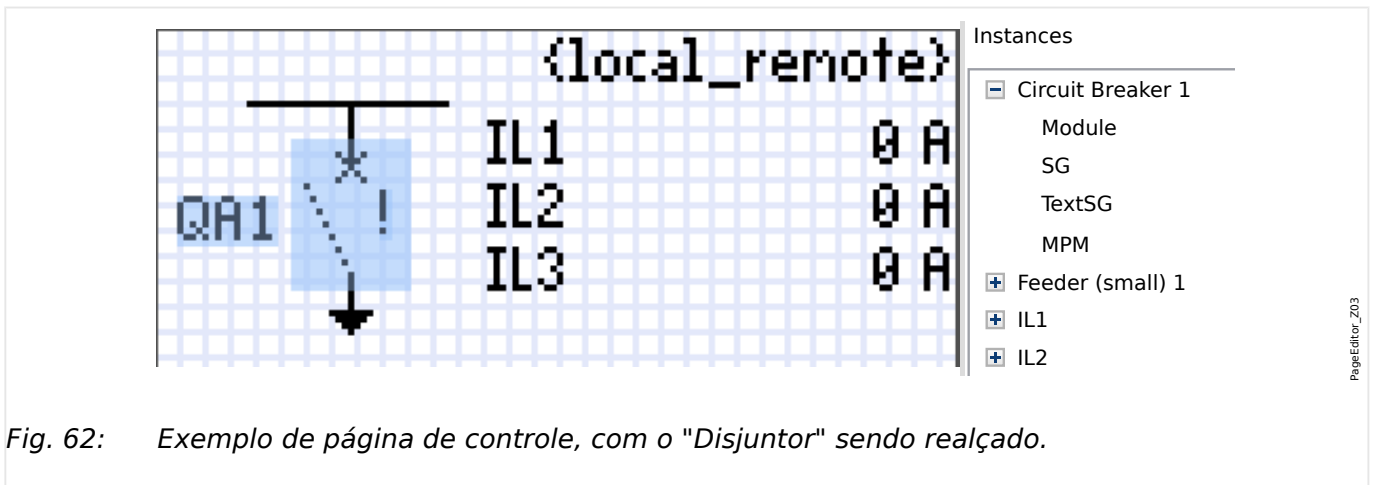 {local_remote}
IL1 0 A
QA1 !
IL2 0 A
IL3 0 A
Instances
Circuit Breaker 1
Module
SG
TextSG
MPM
Feeder (small) 1
IL1
IL2
PageEditor_Z03
Fig. 62: Exemplo de página de controle, com o "Disjuntor" sendo realçado.